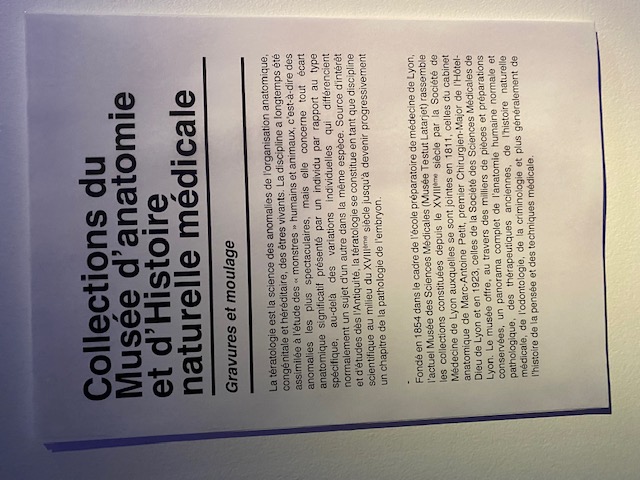 Collections du
Musée d'anatomie
et d'Histoire
naturelle médicale
Gravures et moulage
La tératologie est la science des anomalies de l'organisation anatomique,
congénitale et héréditaire, des êtres vivants. La discipline a longtemps été
assimilée à l'étude des « monstres » humains et animaux, c'est-à-dire des
anomalies les plus spectaculaires, mais elle concerne tout écart
anatomique significatif présenté par un individu par rapport au type
spécifique, au-delà des variations individuelles qui différencient
normalement un sujet d'un autre dans la même espèce. Source d'intérêt
et d'études dès l'Antiquité, la tératologie se constitue en tant que discipline
scientifique au milieu du XVIIIème siècle jusqu'à devenir progressivement
un chapitre de la pathologie de l'embryon.
-
Fondé en 1854 dans le cadre de l'école préparatoire de médecine de Lyon,
l'actuel Musée des Sciences Médicales (Musée Testut Latarjet) rassemble
les collections constituées depuis le XVIIIème siècle par la Société de
Médecine de Lyon auxquelles se sont jointes en 1811, celles du cabinet
anatomique de Marc-Antoine Petit, premier Chirurgien-Major de l'Hôtel-
Dieu de Lyon et en 1923, celles de la Société des Sciences Médicales de
Lyon. Le musée offre, au travers des milliers de pièces et préparations
conservées, un panorama complet de l'anatomie humaine normale et
pathologique, des thérapeutiques anciennes, de l'histoire naturelle
médicale, de l'odontologie, de la criminologie et plus généralement de
l'histoire de la pensée et des techniques médicale.